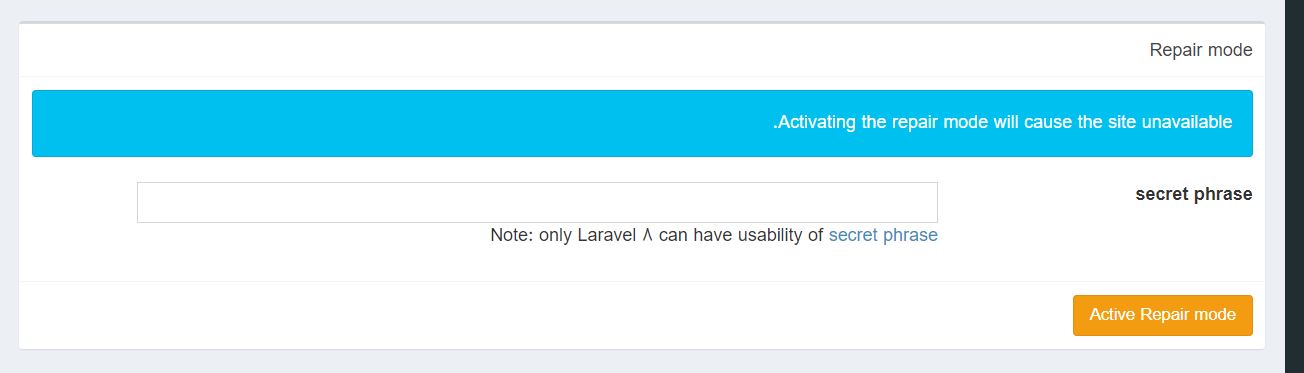 Repair mode
.Activating the repair mode will cause the site unavailable
secret phrase
Note: only Laravel ۸ can have usability of secret phrase
Active Repair mode